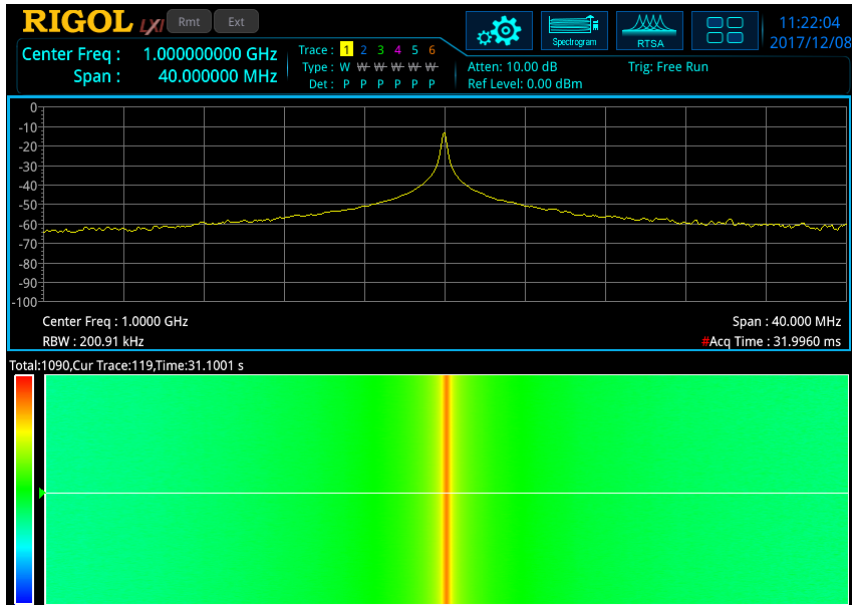 RIGOL LXI Rmt Ext
Center Freq : 1.000000000 GHz
Span : 40.000000 MHz
Trace : 1 2 3 4 5 6
Type : W W W W W W
Det : P P P P P P
Spectrogram
RTSA
11:22:04
2017/12/08
Atten: 10.00 dB
Trig: Free Run
Ref Level: 0.00 dBm
0
-10
-20
-30
-40
-50
-60
-70
-80
-90
-100
Center Freq : 1.0000 GHz
Span : 40.000 MHz
RBW : 200.91 kHz
#Acq Time : 31.9960 ms
Total:1090,Cur Trace:119,Time:31.1001 s